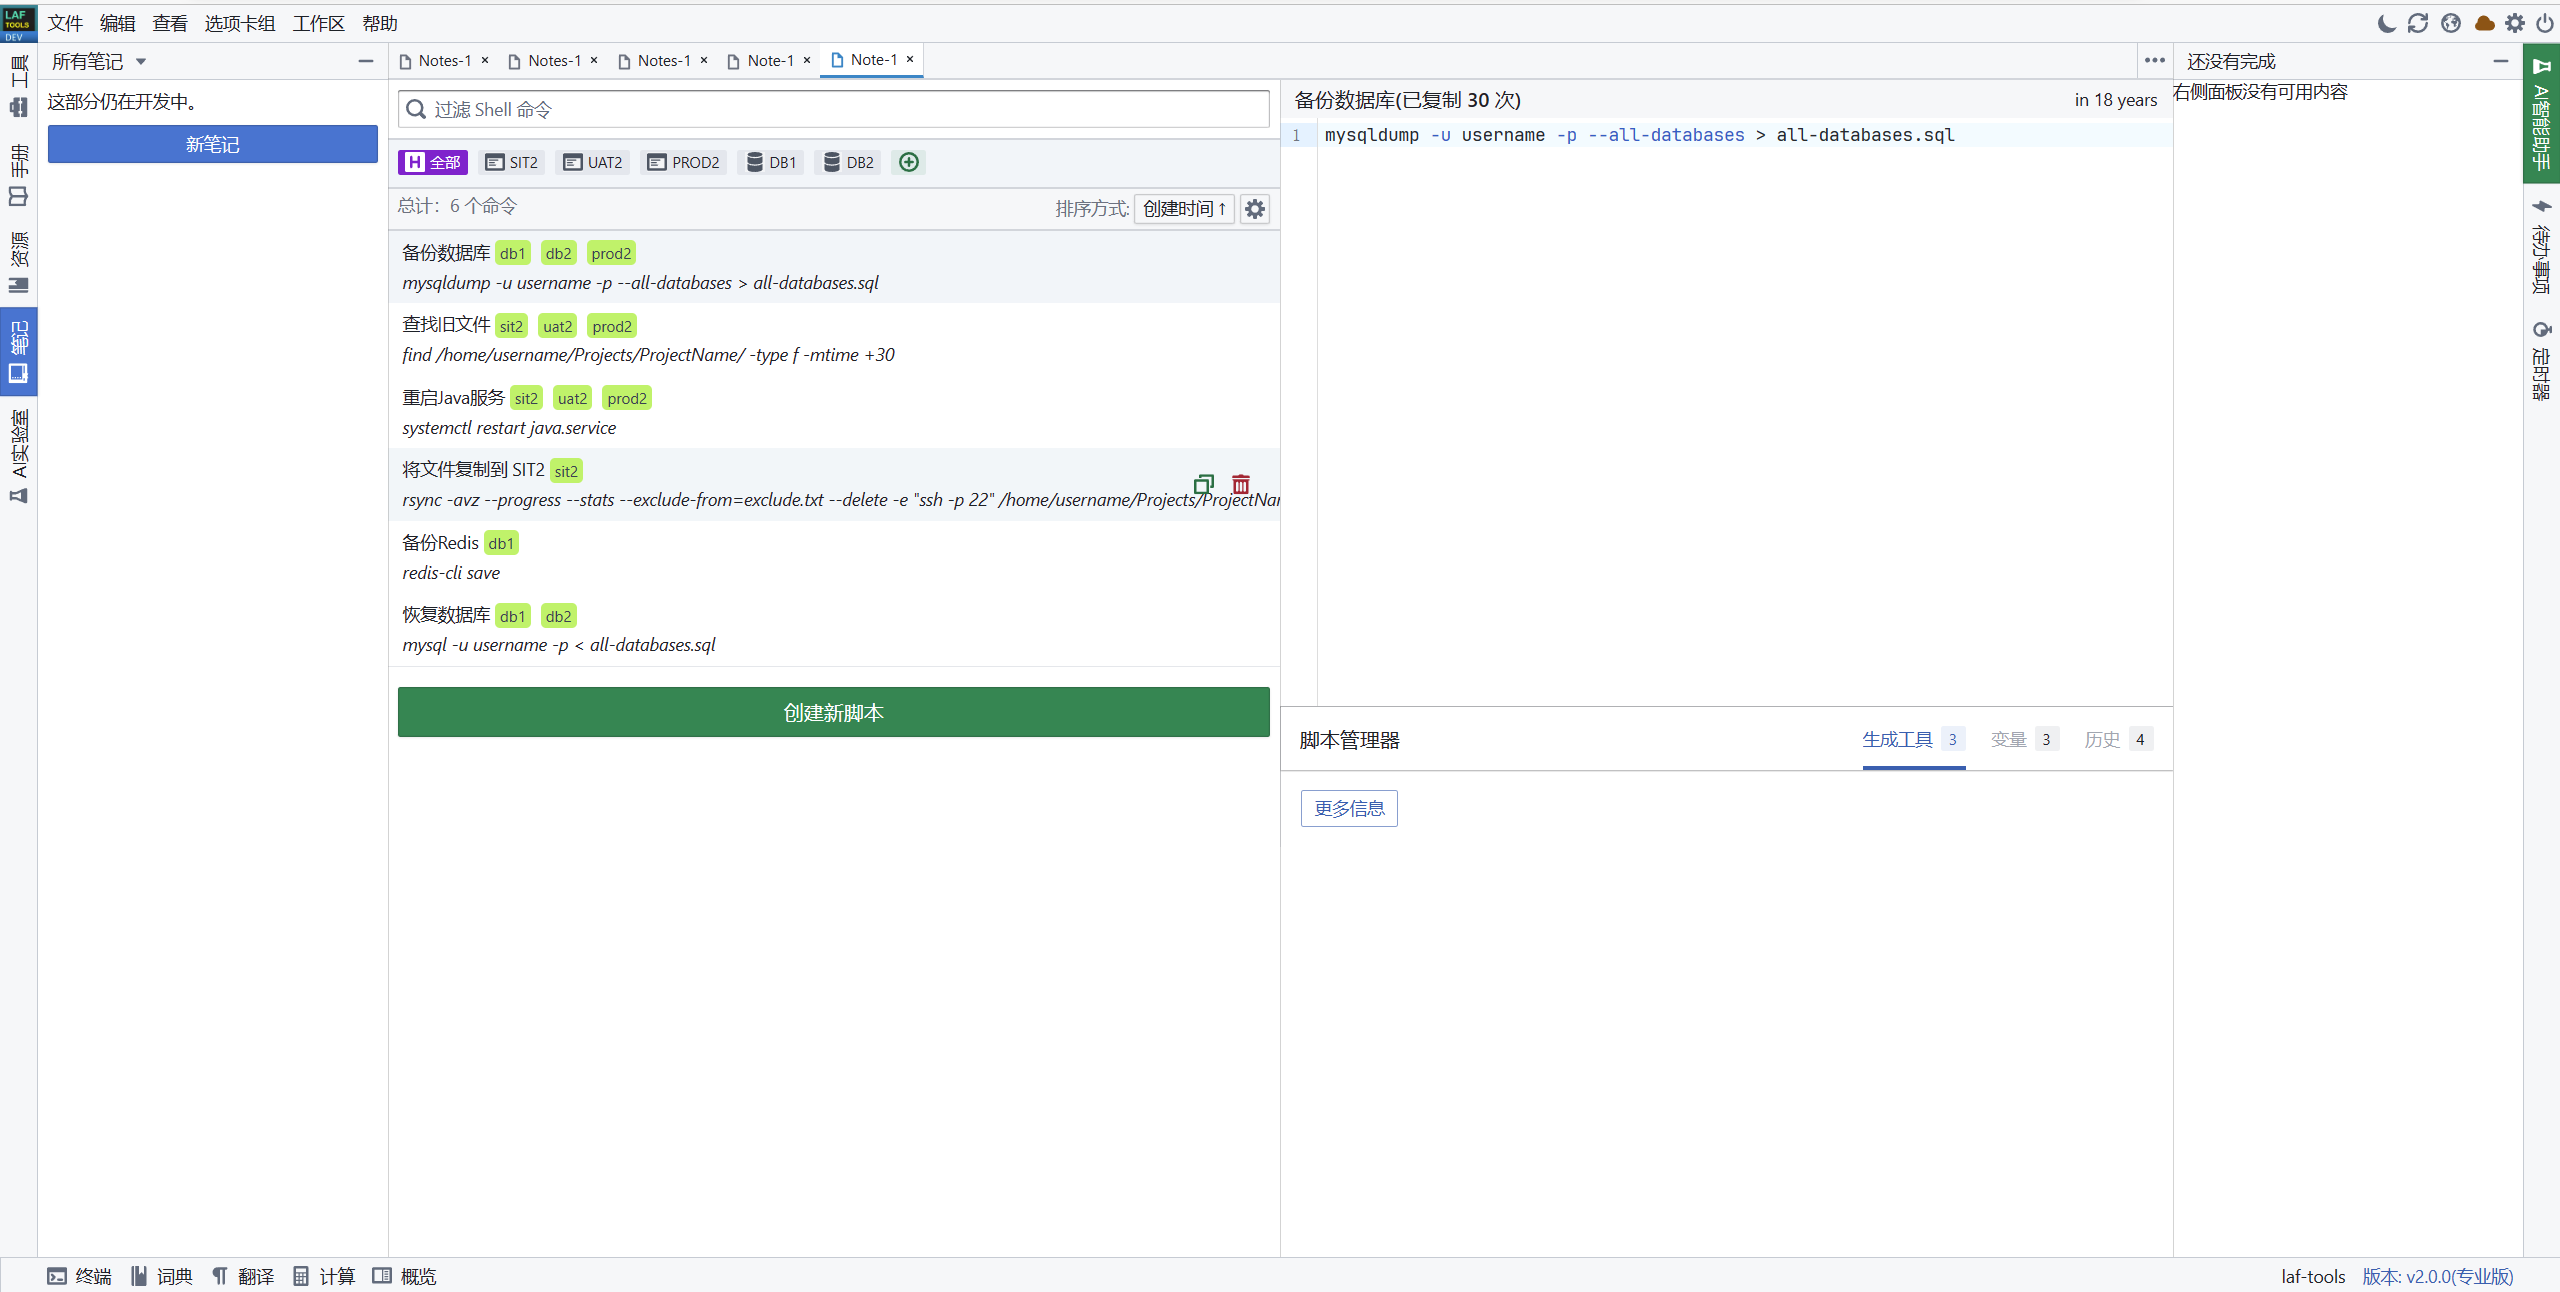 LAF
TOOLS
DEV
文件 编辑 查看 选项卡组 工作区 帮助
工具
手册
资源
笔记
AI实验室
所有笔记
这部分仍在开发中。
新笔记
Notes-1 × Notes-1 × Notes-1 × Note-1 × Note-1 ×
过滤 Shell 命令
H 全部 SIT2 UAT2 PROD2 DB1 DB2
总计：6 个命令
排序方式: 创建时间 ↑
备份数据库 db1 db2 prod2
mysqldump -u username -p --all-databases > all-databases.sql
查找旧文件 sit2 uat2 prod2
find /home/username/Projects/ProjectName/ -type f -mtime +30
重启Java服务 sit2 uat2 prod2
systemctl restart java.service
将文件复制到 SIT2 sit2
rsync -avz --progress --stats --exclude-from=exclude.txt --delete -e "ssh -p 22" /home/username/Projects/ProjectNar
备份Redis db1
redis-cli save
恢复数据库 db1 db2
mysql -u username -p < all-databases.sql
创建新脚本
备份数据库(已复制 30 次)
in 18 years
1 mysqldump -u username -p --all-databases > all-databases.sql
脚本管理器
生成工具 3 变量 3 历史 4
更多信息
还没有完成
右侧面板没有可用内容
AI智能助手
待办事项
定时器
终端 词典 翻译 计算 概览
laf-tools 版本: v2.0.0(专业版)